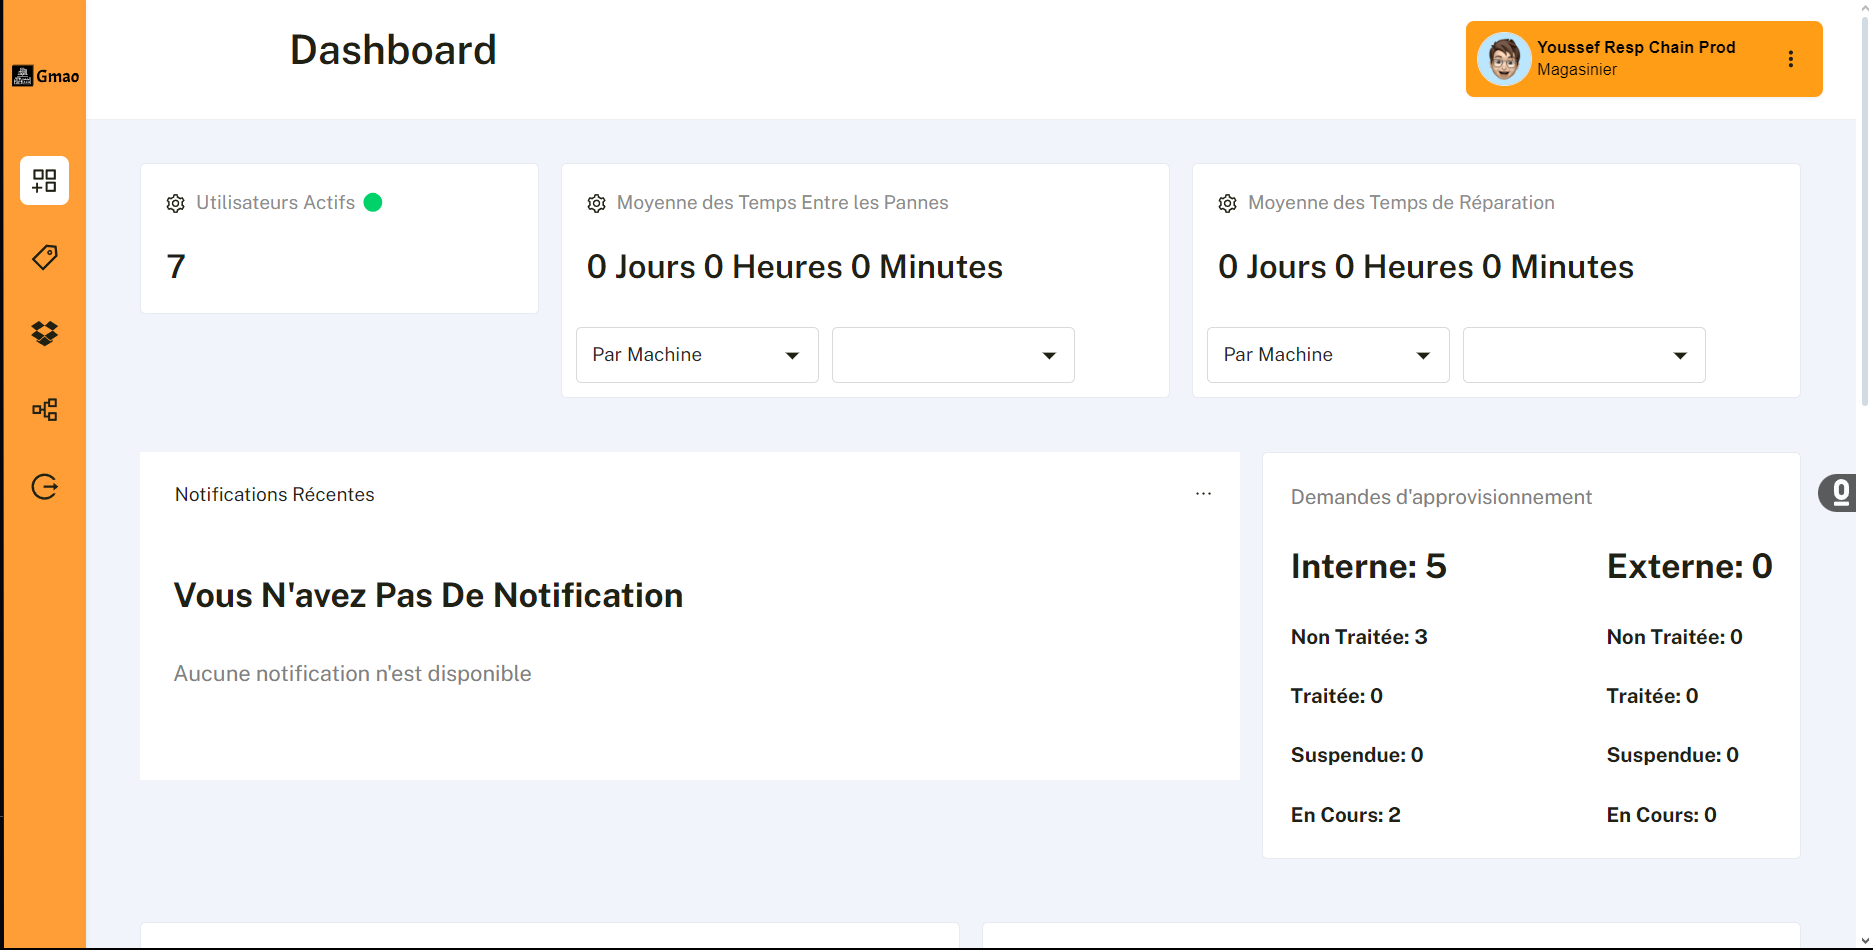 Gmao
Dashboard
Youssef Resp Chain Prod
Magasinier
Utilisateurs Actifs
7
Moyenne des Temps Entre les Pannes
0 Jours 0 Heures 0 Minutes
Par Machine
Moyenne des Temps de Réparation
0 Jours 0 Heures 0 Minutes
Par Machine
Notifications Récentes
...
Vous N'avez Pas De Notification
Aucune notification n'est disponible
Demandes d'approvisionnement
Interne: 5
Non Traitée: 3
Traitée: 0
Suspendue: 0
En Cours: 2
Externe: 0
Non Traitée: 0
Traitée: 0
Suspendue: 0
En Cours: 0
0